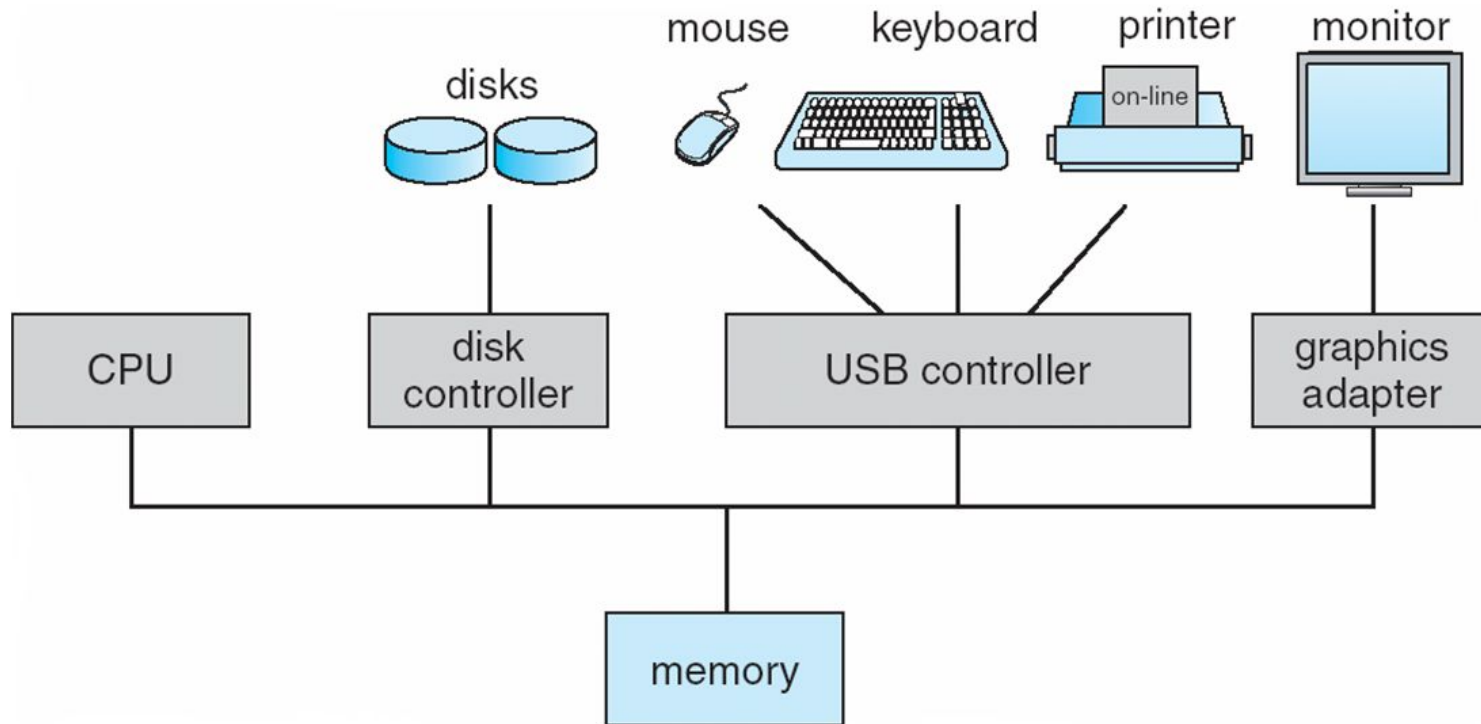 mouse
keyboard
printer
monitor
disks
on-line
CPU
disk
controller
USB controller
graphics
adapter
memory